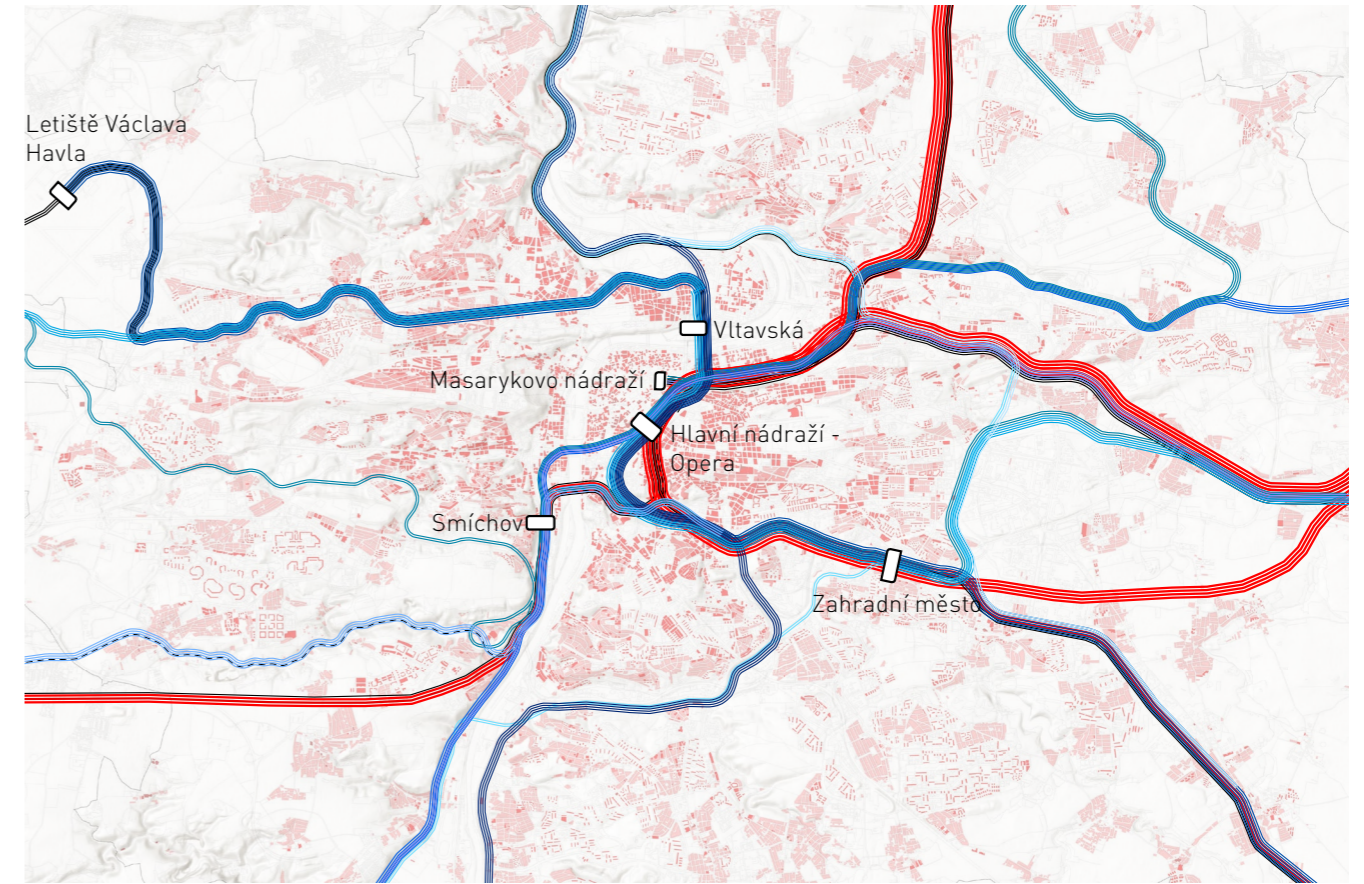 Letiště Václava
Havla
Vltavská
Masarykovo nádraží
Hlavní nádraží -
Opera
Smíchov
Zahradní město